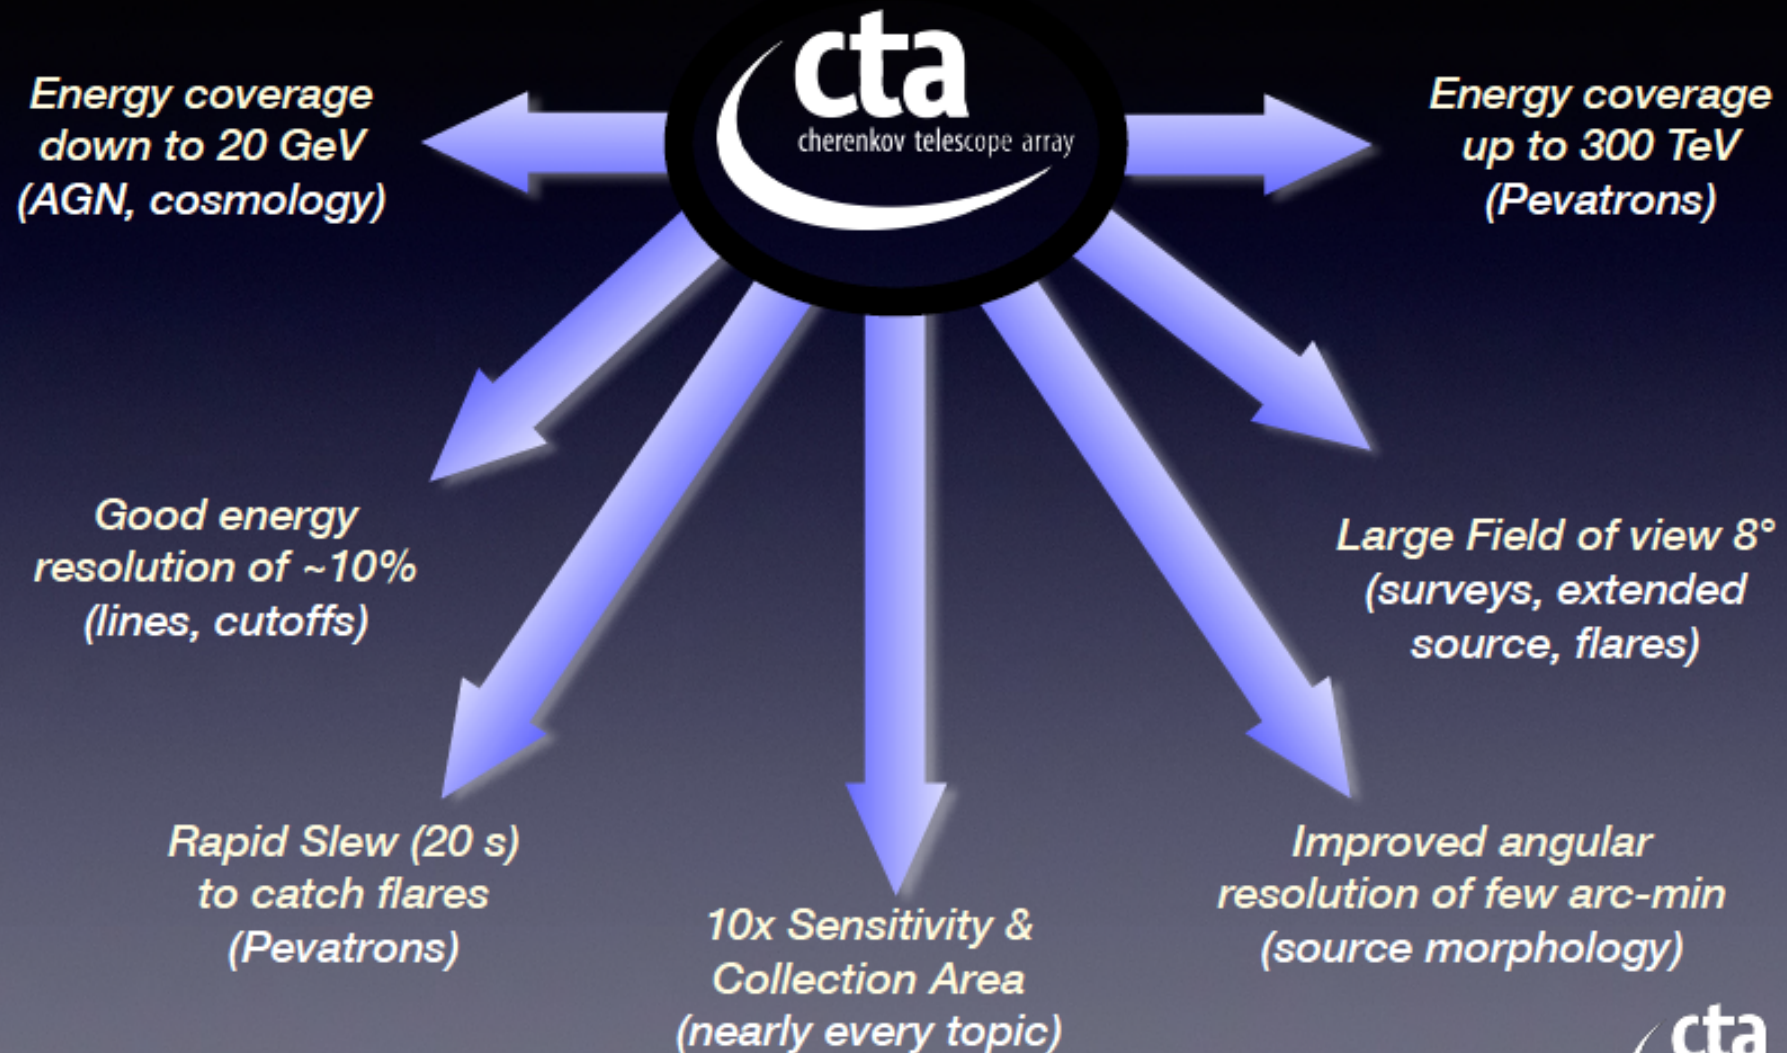 cta
cherenkov telescope array
Energy coverage
down to 20 GeV
(AGN, cosmology)
Energy coverage
up to 300 TeV
(Pevatrons)
Good energy
resolution of ~10%
(lines, cutoffs)
Large Field of view 8°
(surveys, extended
source, flares)
Rapid Slew (20 s)
to catch flares
(Pevatrons)
10x Sensitivity &
Collection Area
(nearly every topic)
Improved angular
resolution of few arc-min
(source morphology)
cta